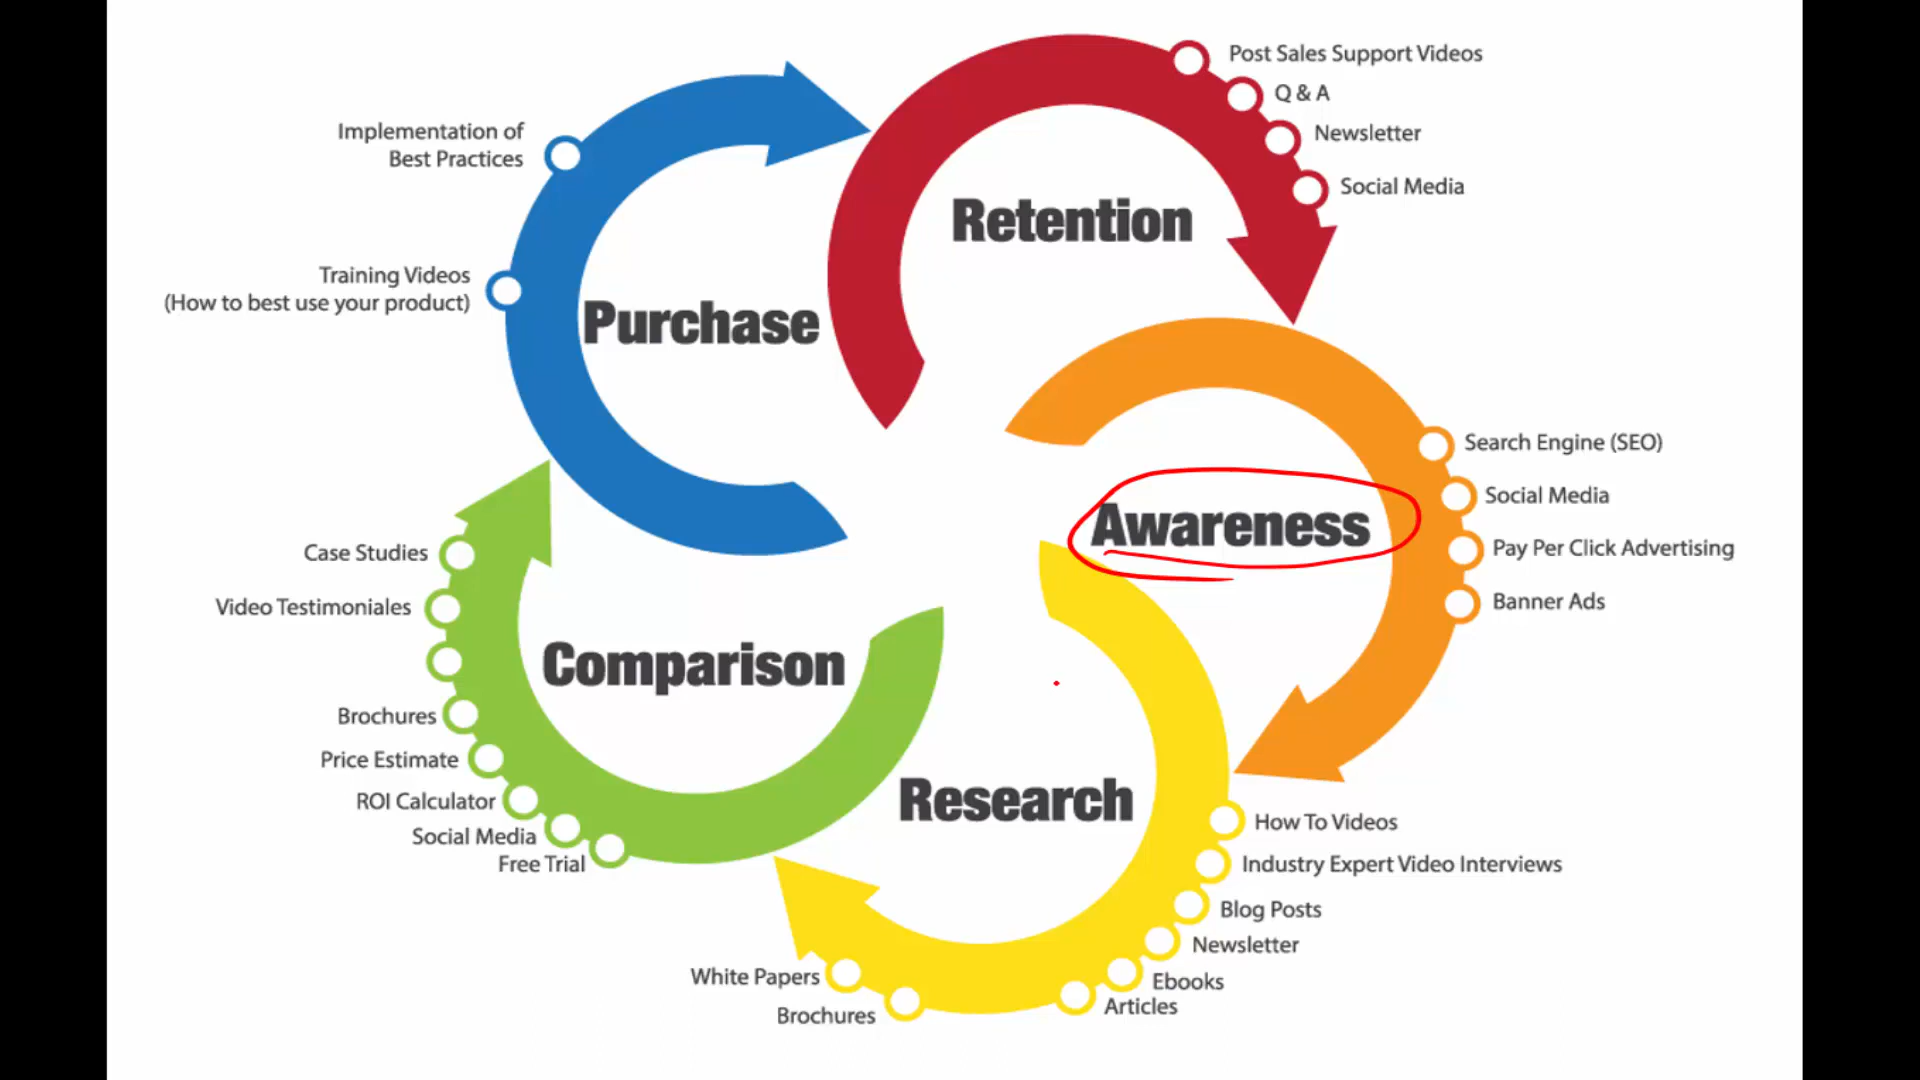 Post Sales Support Videos
Q & A
Newsletter
Social Media
Retention
Implementation of
Best Practices
Training Videos
(How to best use your product)
Purchase
Search Engine (SEO)
Social Media
Pay Per Click Advertising
Banner Ads
Awareness
Case Studies
Video Testimoniales
Brochures
Price Estimate
ROI Calculator
Social Media
Free Trial
Comparison
Research
How To Videos
Industry Expert Video Interviews
Blog Posts
Newsletter
Ebooks
Articles
White Papers
Brochures